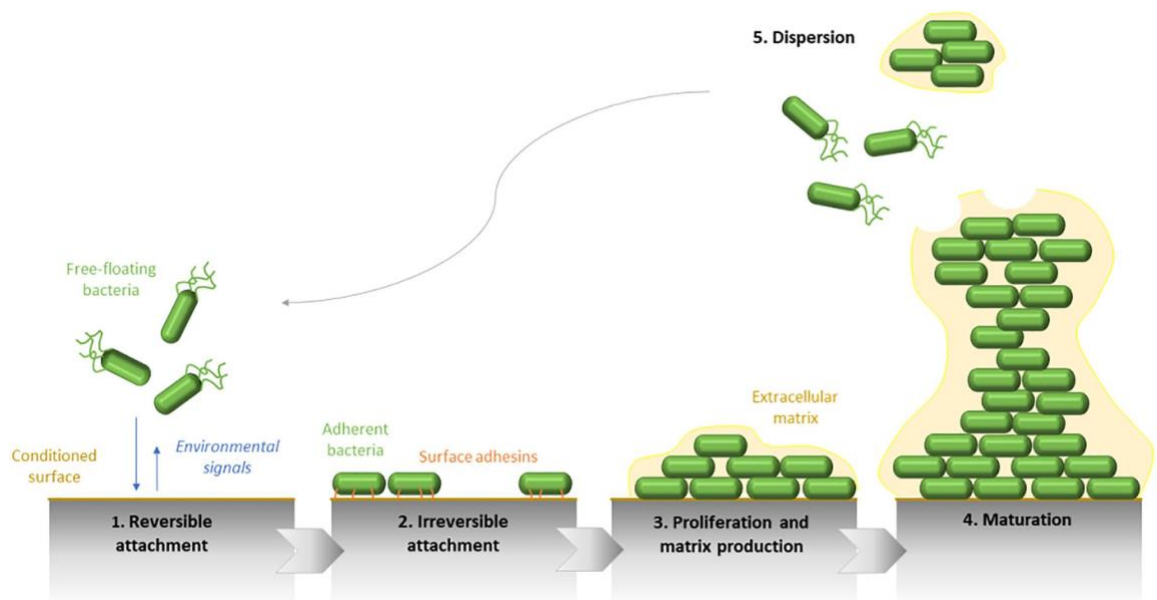 5. Dispersion
Free-floating
bacteria
Conditioned
surface
Environmental
signals
Adherent
bacteria
Surface adhesins
Extracellular
matrix
1. Reversible
attachment
2. Irreversible
attachment
3. Proliferation and
matrix production
4. Maturation